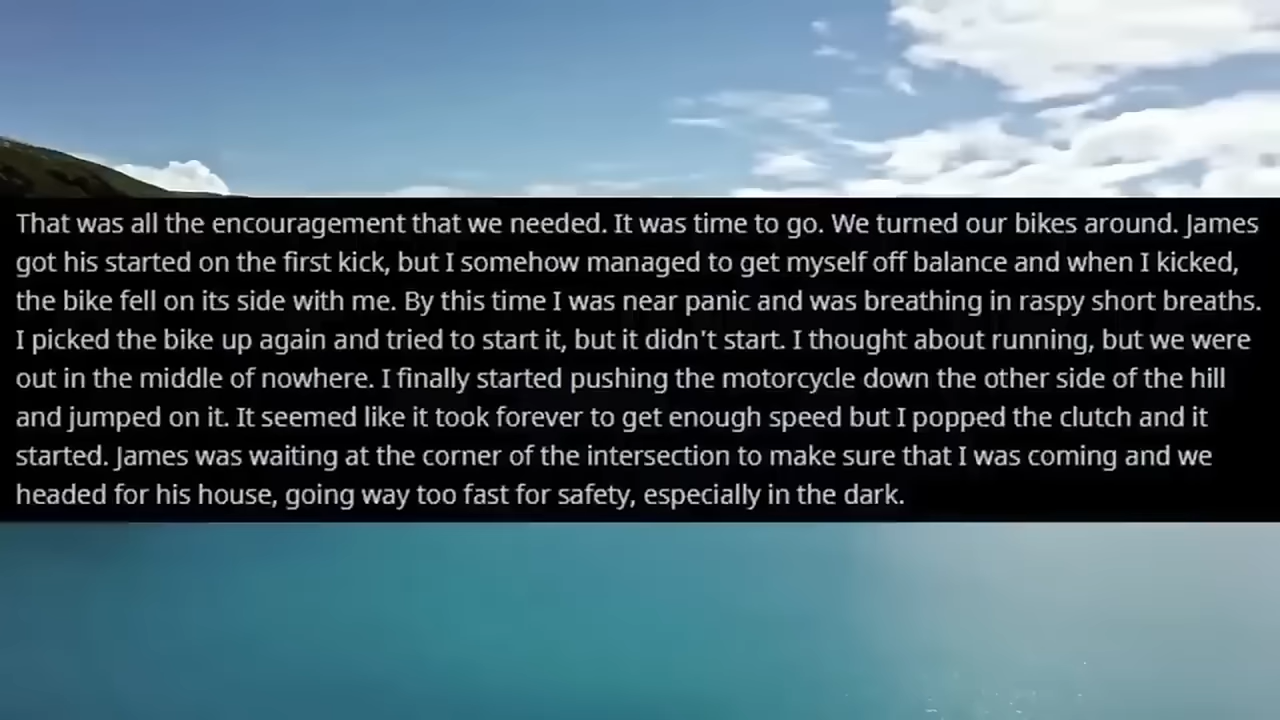 That was all the encouragement that we needed. It was time to go. We turned our bikes around. James
got his started on the first kick, but I somehow managed to get myself off balance and when I kicked,
the bike fell on its side with me. By this time I was near panic and was breathing in raspy short breaths.
I picked the bike up again and tried to start it, but it didn't start. I thought about running, but we were
out in the middle of nowhere. I finally started pushing the motorcycle down the other side of the hill
and jumped on it. It seemed like it took forever to get enough speed but I popped the clutch and it
started. James was waiting at the corner of the intersection to make sure that I was coming and we
headed for his house, going way too fast for safety, especially in the dark.